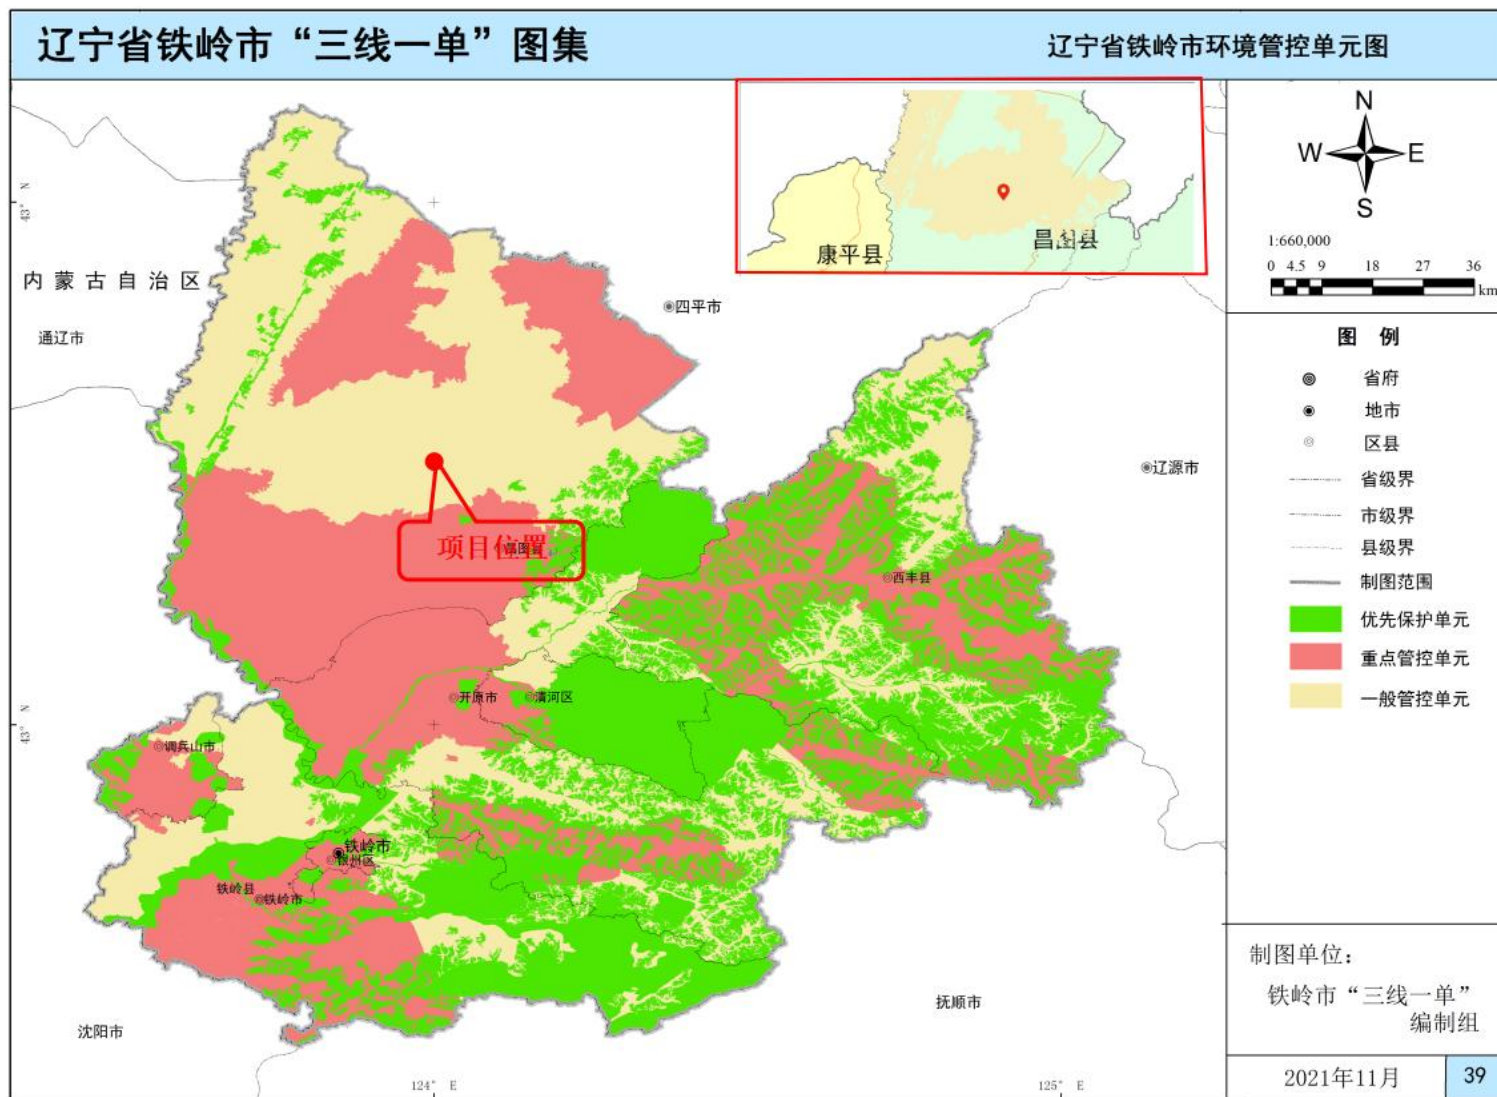 辽宁省铁岭市“三线一单”图集
辽宁省铁岭市环境管控单元图
康平县
昌图县
N
W
E
S
1:660,000
0 4.5 9 18 27 36
km
43° N
内蒙古自治区
通辽市
四平市
辽源市
项目位置
昌图县
西丰县
开原市
清河区
43° N
调兵山市
铁岭市
银州区
铁岭县
铁岭市
沈阳市
抚顺市
124° E
125° E
图 例
省府
地市
区县
省级界
市级界
县级界
制图范围
优先保护单元
重点管控单元
一般管控单元
制图单位：
铁岭市“三线一单”
编制组
2021年11月
39